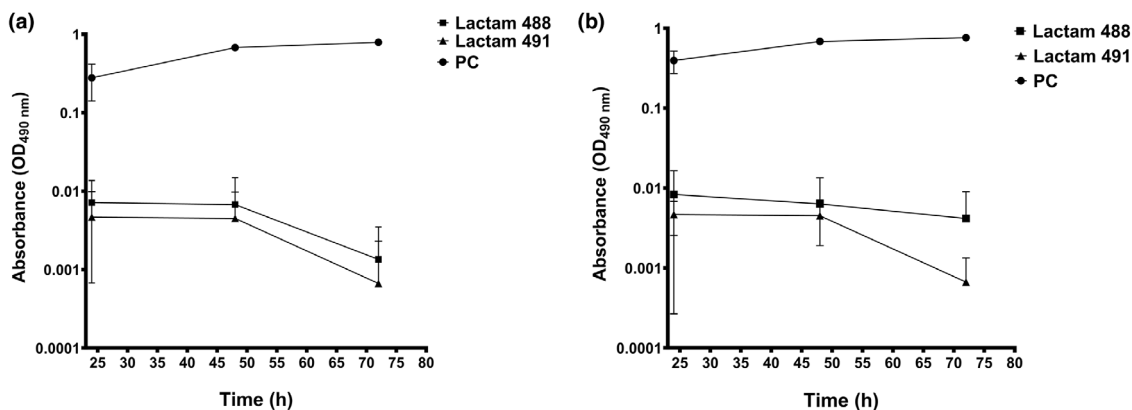 (a)
Lactam 488
Lactam 491
PC
Absorbance (OD490 nm)
1
0.1
0.01
0.001
0.0001
25 30 35 40 45 50 55 60 65 70 75 80
Time (h)
(b)
Lactam 488
Lactam 491
PC
Absorbance (OD490 nm)
1
0.1
0.01
0.001
0.0001
25 30 35 40 45 50 55 60 65 70 75 80
Time (h)